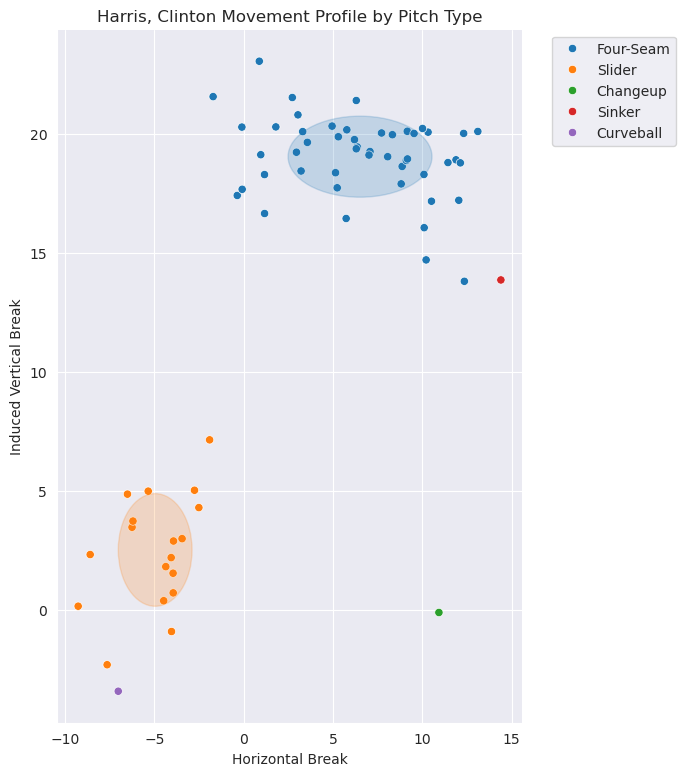 Harris, Clinton Movement Profile by Pitch Type
Four-Seam
Slider
Changeup
Sinker
Curveball
Induced Vertical Break
20
15
10
5
0
−10
−5
0
5
10
15
Horizontal Break